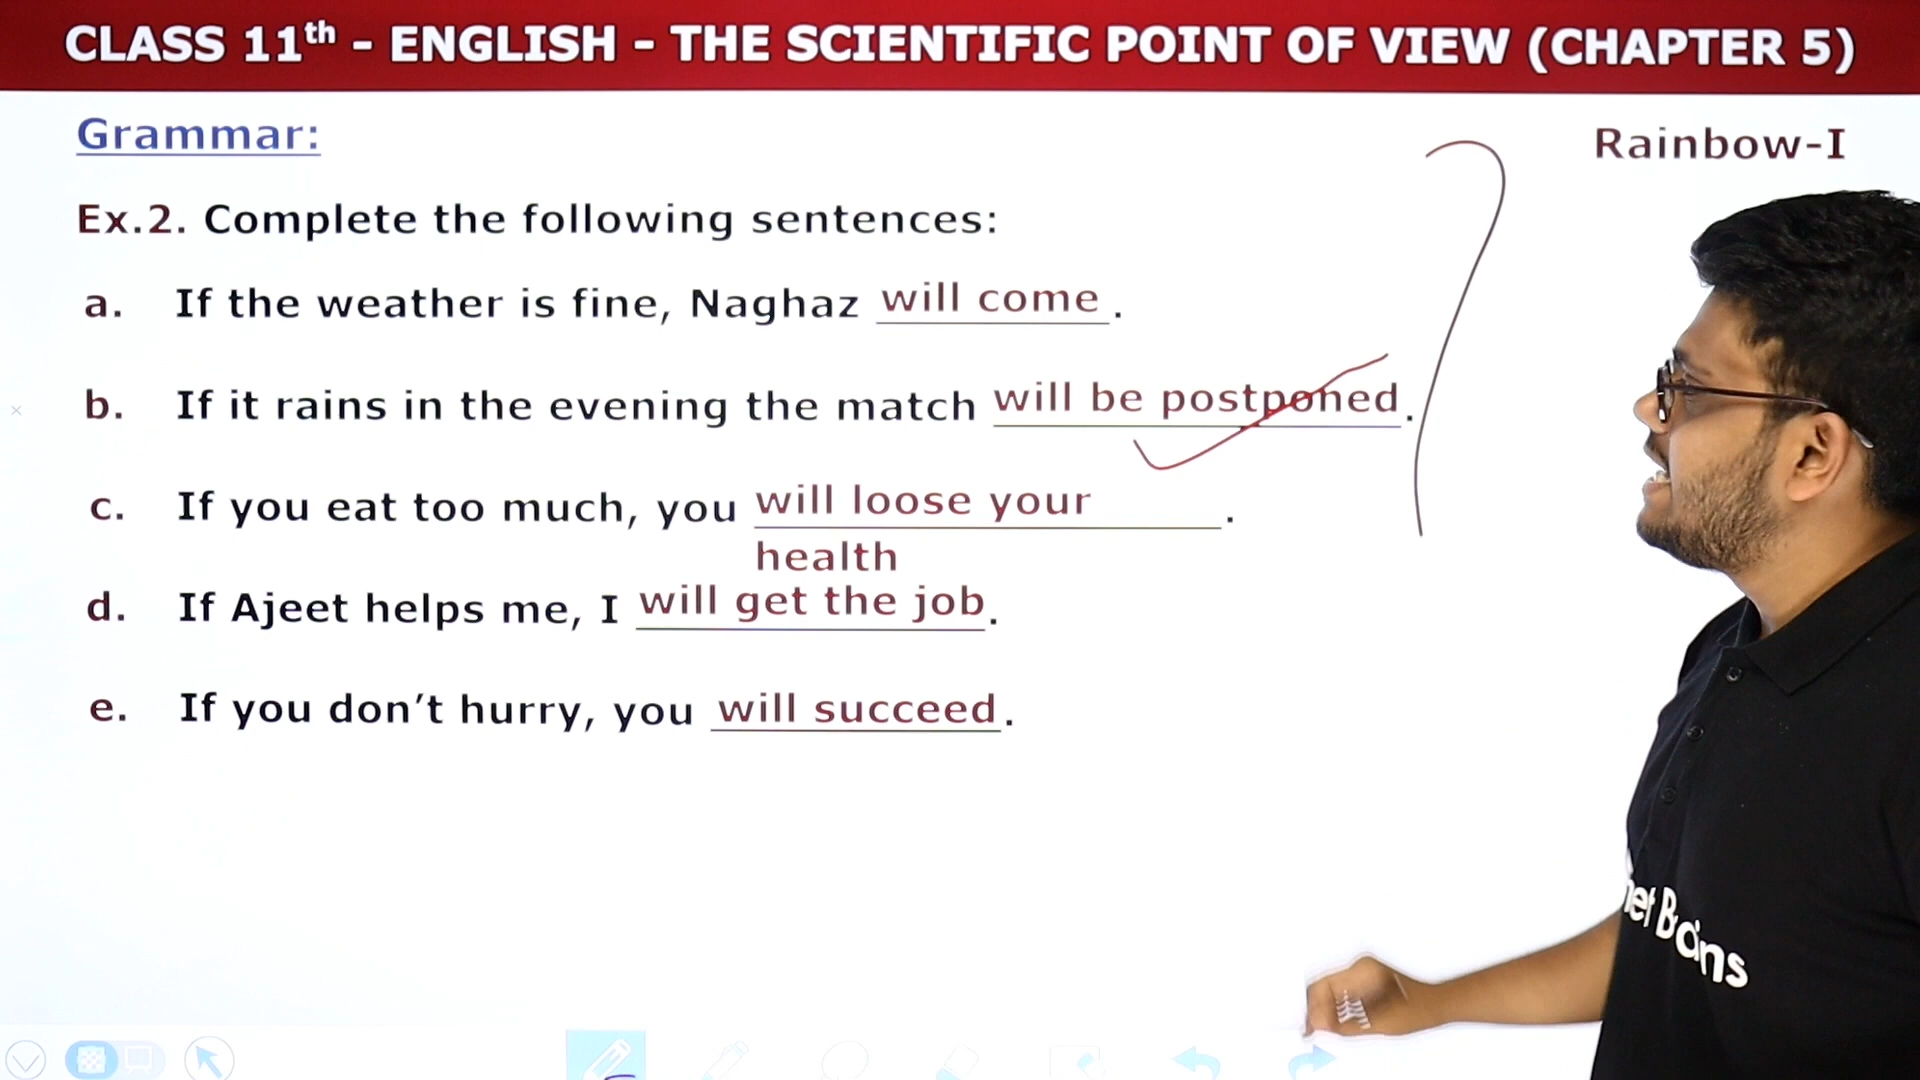 CLASS 11th - ENGLISH - THE SCIENTIFIC POINT OF VIEW (CHAPTER 5)
Grammar:
Rainbow-I
Ex.2. Complete the following sentences:
a. If the weather is fine, Naghaz will come.
b. If it rains in the evening the match will be postponed.
c. If you eat too much, you will loose your
health
.
d. If Ajeet helps me, I will get the job.
e. If you don’t hurry, you will succeed.
Brains